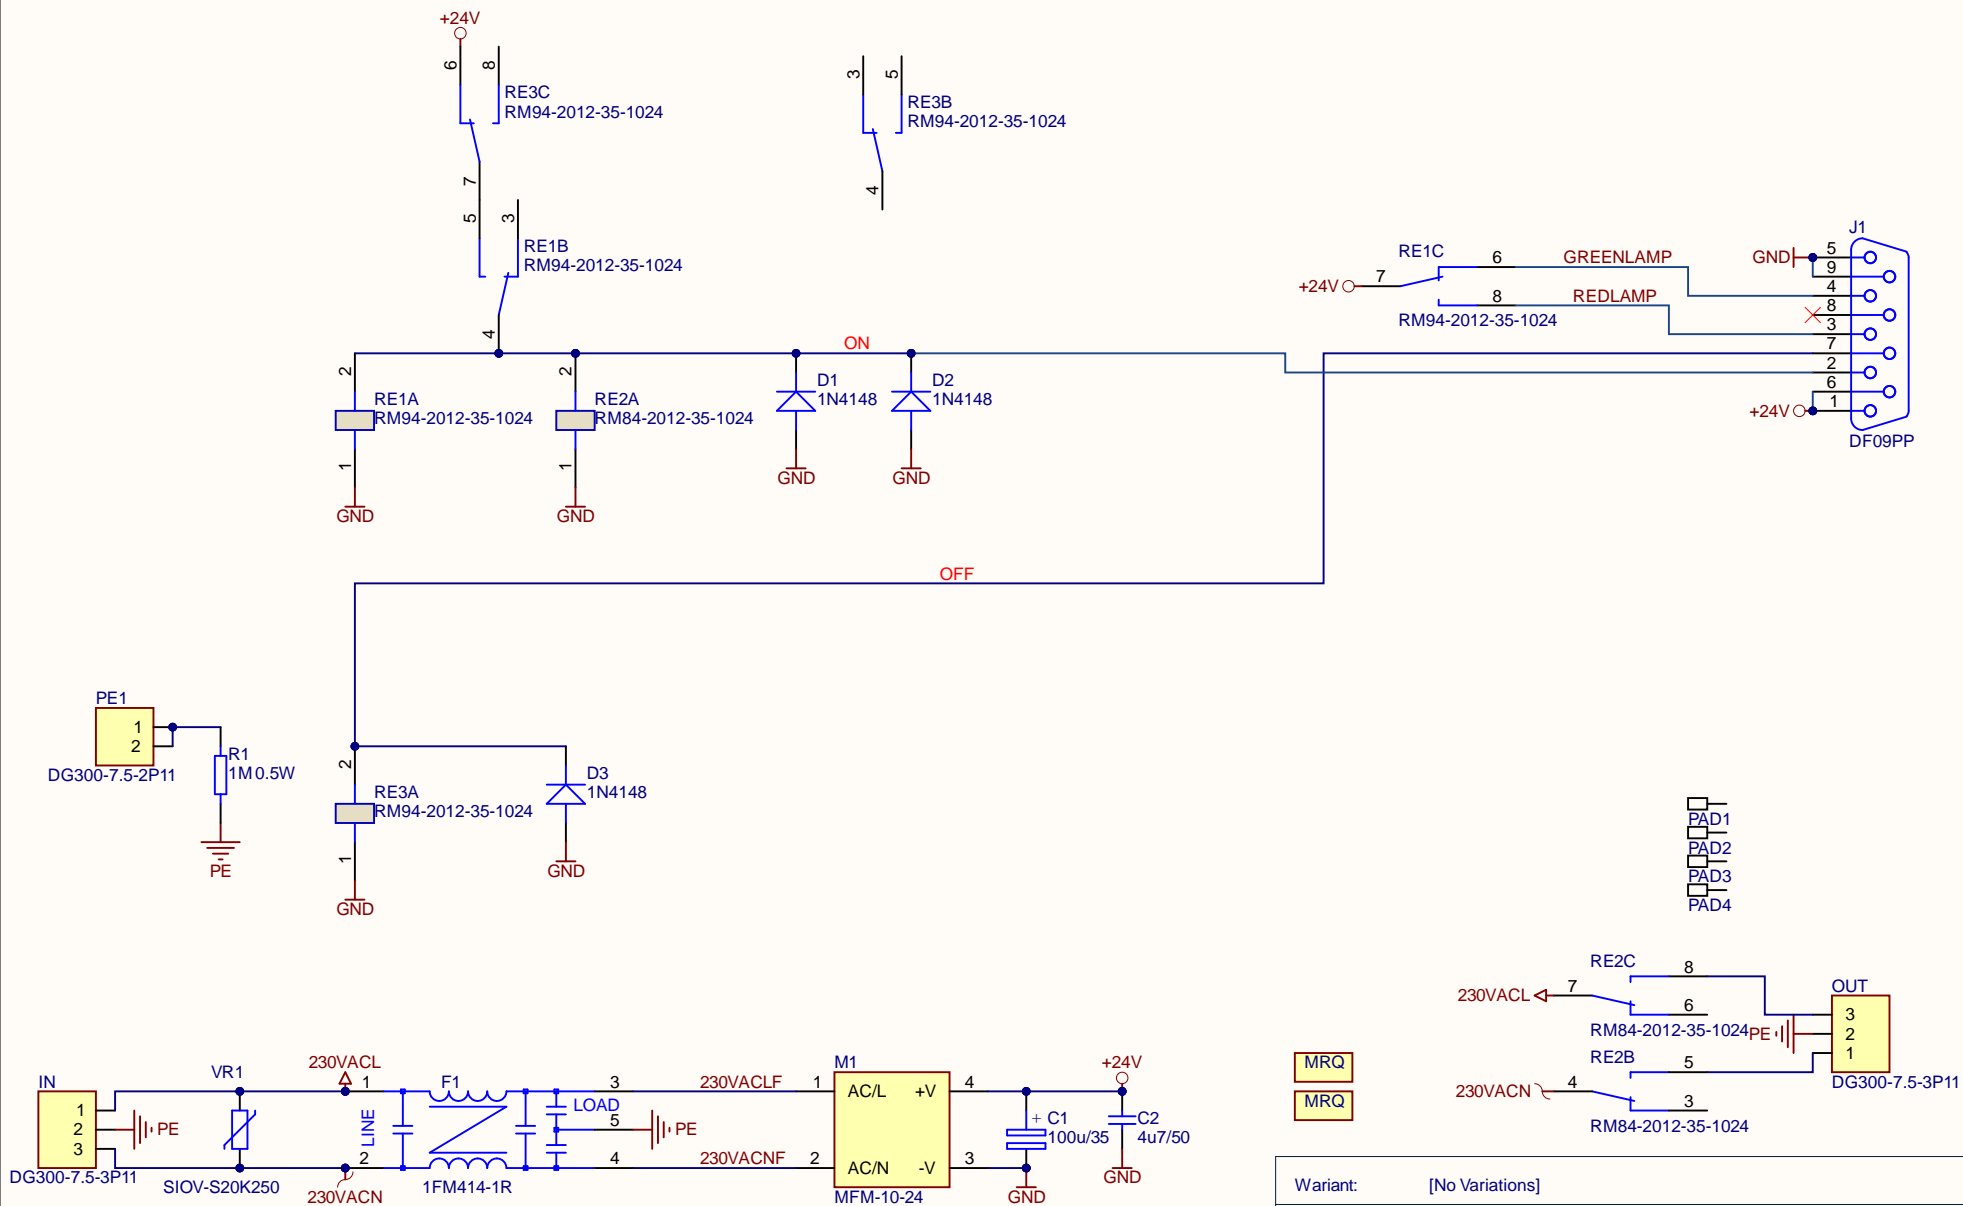 +24V
6
8
RE3C
RM94-2012-35-1024
7
3
5
RE3B
RM94-2012-35-1024
4
5
3
RE1B
RM94-2012-35-1024
4
ON
2
RE1A
RM94-2012-35-1024
1
GND
2
RE2A
RM84-2012-35-1024
1
GND
D1
1N4148
GND
D2
1N4148
GND
RE1C
+24V
7
6
GREENLAMP
8
REDLAMP
RM94-2012-35-1024
J1
GND
5
9
4
8
3
7
2
6
1
+24V
DF09PP
OFF
PE1
1
2
DG300-7.5-2P11
R1
1M 0.5W
PE
2
RE3A
RM94-2012-35-1024
1
GND
D3
1N4148
GND
PAD1
PAD2
PAD3
PAD4
RE2C
230VACL
7
8
6
RM84-2012-35-1024
RE2B
230VACN
4
5
3
RM84-2012-35-1024
PE
OUT
3
2
1
DG300-7.5-3P11
IN
1
2
3
PE
DG300-7.5-3P11
VR1
SIOV-S20K250
230VACL
230VACN
1
2
LINE
F1
LOAD
3
5
4
PE
1FM414-1R
230VACLF
230VACNF
M1
1
AC/L
+V
4
2
AC/N
-V
3
MFM-10-24
+
C1
100u/35
GND
+24V
C2
4u7/50
GND
MRQ
MRQ
Wariant: [No Variations]